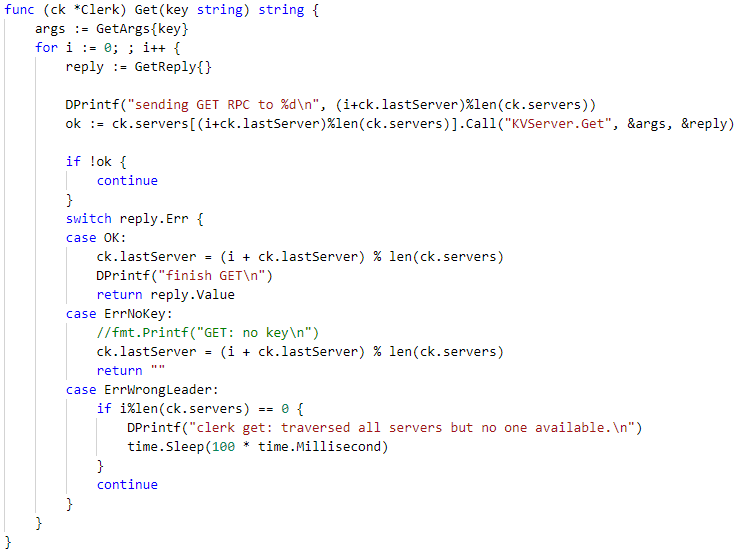 func (ck *Clerk) Get(key string) string {
    args := GetArgs{key}
    for i := 0; ; i++ {
        reply := GetReply{}

        DPrintf("sending GET RPC to %d\n", (i+ck.lastServer)%len(ck.servers))
        ok := ck.servers[(i+ck.lastServer)%len(ck.servers)].Call("KVServer.Get", &args, &reply)

        if !ok {
            continue
        }
        switch reply.Err {
        case OK:
            ck.lastServer = (i + ck.lastServer) % len(ck.servers)
            DPrintf("finish GET\n")
            return reply.Value
        case ErrNoKey:
            //fmt.Printf("GET: no key\n")
            ck.lastServer = (i + ck.lastServer) % len(ck.servers)
            return ""
        case ErrWrongLeader:
            if i%len(ck.servers) == 0 {
                DPrintf("clerk get: traversed all servers but no one available.\n")
                time.Sleep(100 * time.Millisecond)
            }
            continue
        }
    }
}